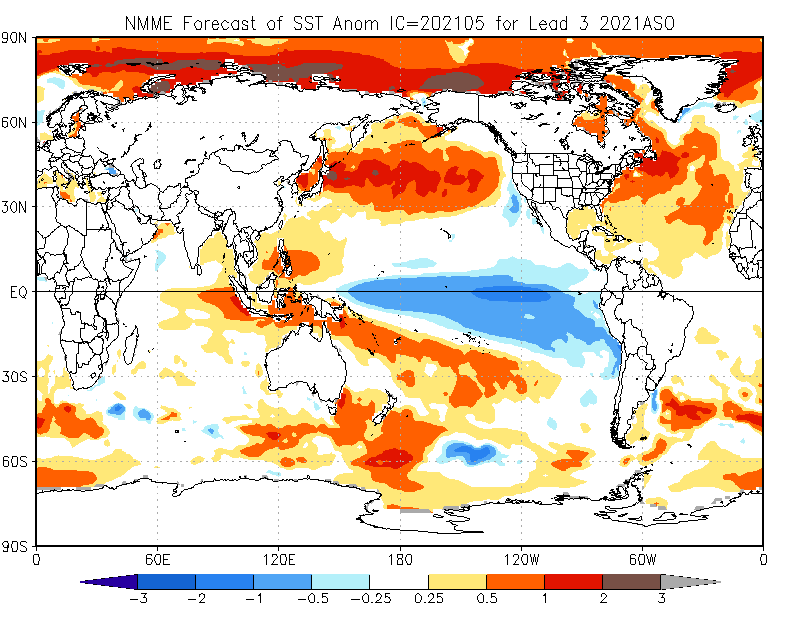 NMME Forecast of SST Anom IC=202105 for Lead 3 2021ASO
90N
60N
30N
EQ
30S
60S
90S
0 60E 120E 180 120W 60W 0
-3 -2 -1 -0.5 -0.25 0.25 0.5 1 2 3